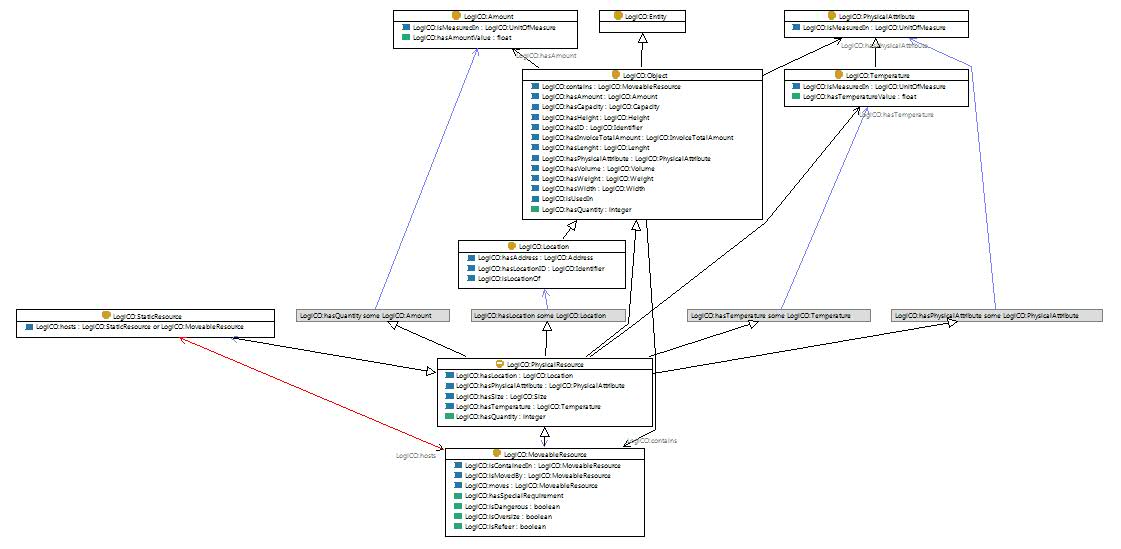 LogiCO:Amount
LogiCO:isMeasuredIn : LogiCO:UnitOfMeasure
LogiCO:hasAmountValue : float
LogiCO:Entity
LogiCO:PhysicalAttribute
LogiCO:isMeasuredIn : LogiCO:UnitOfMeasure
LogiCO:hasPhysicalAttribute
LogiCO:hasAmount
LogiCO:Object
LogiCO:contains : LogiCO:MoveableResource
LogiCO:hasAmount : LogiCO:Amount
LogiCO:hasCapacity : LogiCO:Capacity
LogiCO:hasHeight : LogiCO:Height
LogiCO:hasID : LogiCO:Identifier
LogiCO:hasInvoiceTotalAmount : LogiCO:InvoiceTotalAmount
LogiCO:hasLenght : LogiCO:Lenght
LogiCO:hasPhysicalAttribute : LogiCO:PhysicalAttribute
LogiCO:hasVolume : LogiCO:Volume
LogiCO:hasWeight : LogiCO:Weight
LogiCO:hasWidth : LogiCO:Width
LogiCO:isUsedIn
LogiCO:hasQuantity : integer
LogiCO:Temperature
LogiCO:isMeasuredIn : LogiCO:UnitOfMeasure
LogiCO:hasTemperatureValue : float
LogiCO:hasTemperature
LogiCO:Location
LogiCO:hasAddress : LogiCO:Address
LogiCO:hasLocationID : LogiCO:Identifier
LogiCO:isLocationOf
LogiCO:StaticResource
LogiCO:hosts : LogiCO:StaticResource or LogiCO:MoveableResource
LogiCO:hasQuantity some LogiCO:Amount
LogiCO:hasLocation some LogiCO:Location
LogiCO:hasTemperature some LogiCO:Temperature
LogiCO:hasPhysicalAttribute some LogiCO:PhysicalAttribute
LogiCO:PhysicalResource
LogiCO:hasLocation : LogiCO:Location
LogiCO:hasPhysicalAttribute : LogiCO:PhysicalAttribute
LogiCO:hasSize : LogiCO:Size
LogiCO:hasTemperature : LogiCO:Temperature
LogiCO:hasQuantity : integer
LogiCO:contains
LogiCO:hosts
LogiCO:MoveableResource
LogiCO:isContainedIn : LogiCO:MoveableResource
LogiCO:isMovedBy : LogiCO:MoveableResource
LogiCO:moves : LogiCO:MoveableResource
LogiCO:hasSpecialRequirement
LogiCO:isDangerous : boolean
LogiCO:isOversize : boolean
LogiCO:isRefeer : boolean